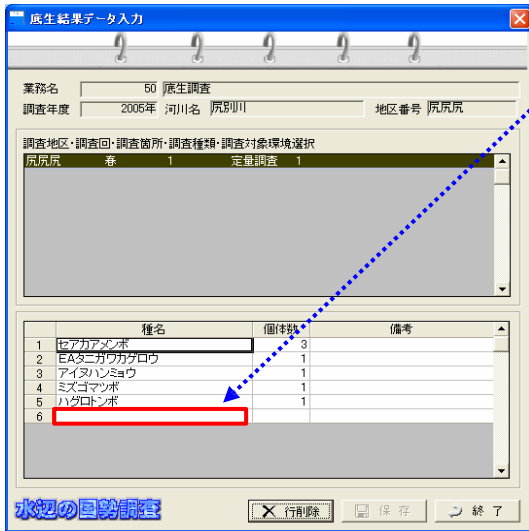 底生結果データ入力
業務名 50 底生調査
調査年度 2005年 河川名 尻別川 地区番号 尻尻尻
調査地区・調査回・調査箇所・調査種類・調査対象環境選択
尻尻尻 春 1 定量調査 1
種名 個体数 備考
1 セアカアメンボ 3
2 EAタニガワカゲロウ 1
3 アイヌハンミョウ 1
4 ミズゴマツボ 1
5 ハグロトンボ 1
6
水辺の国勢調査 行削除 保存 終了